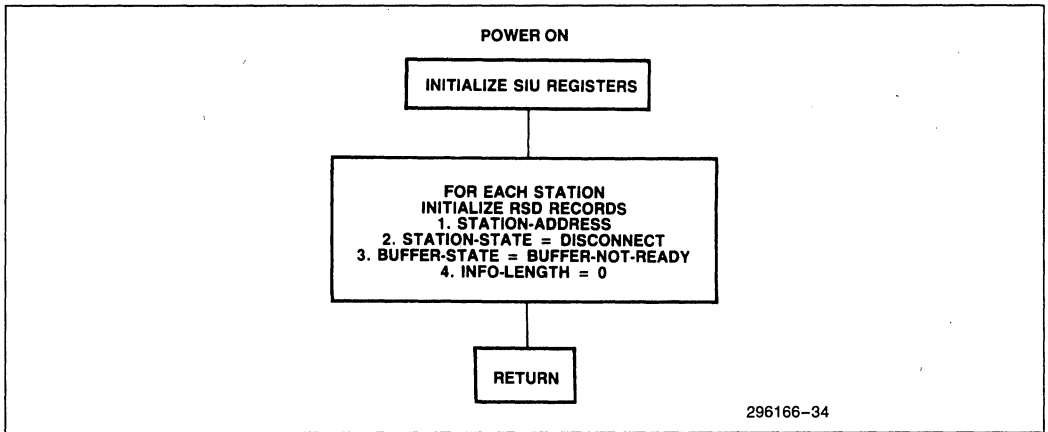 POWER ON
INITIALIZE SIU REGISTERS
FOR EACH STATION
INITIALIZE RSD RECORDS
1. STATION-ADDRESS
2. STATION-STATE = DISCONNECT
3. BUFFER-STATE = BUFFER-NOT-READY
4. INFO-LENGTH = 0
RETURN
296166–34